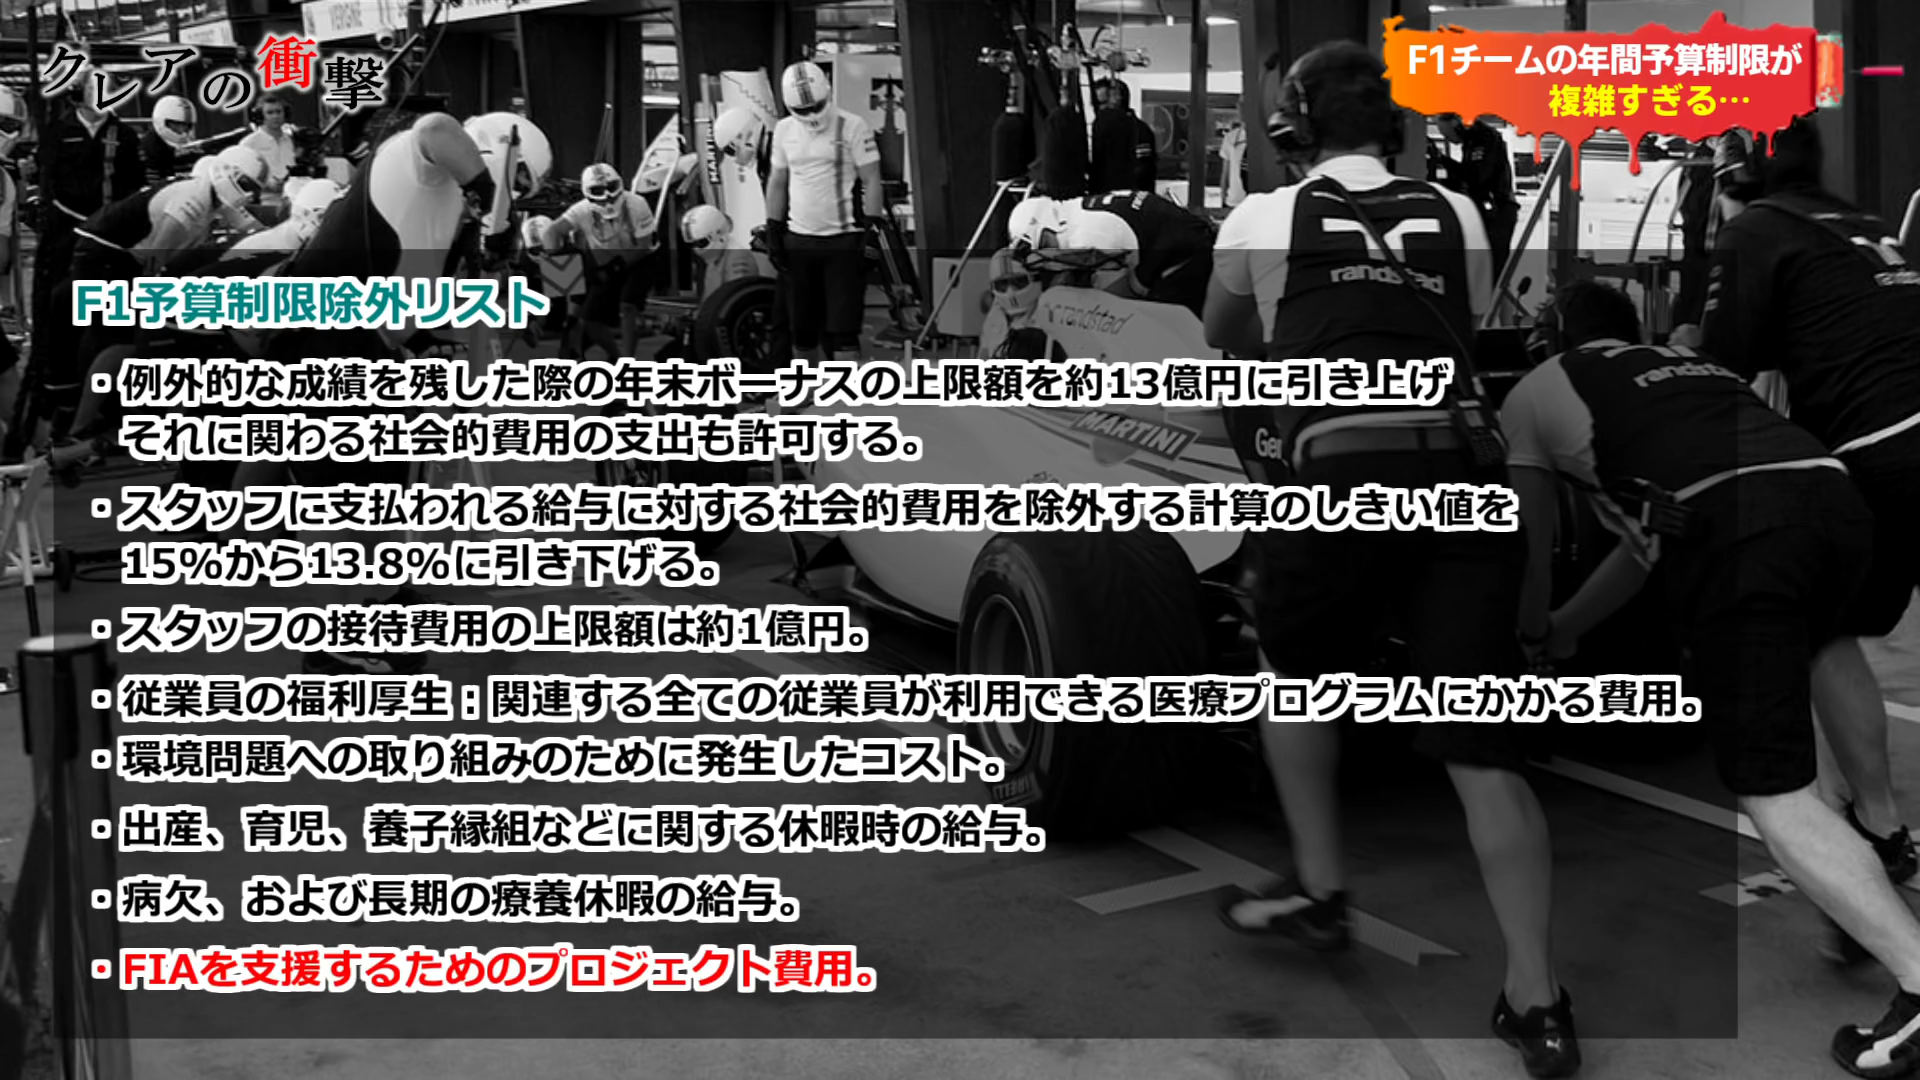 クレアの衝撃
F1チームの年間予算制限が
複雑すぎる…
F1予算制限除外リスト
・例外的な成績を残した際の年末ボーナスの上限額を約13億円に引き上げ
それに関わる社会的費用の支出も許可する。
・スタッフに支払われる給与に対する社会的費用を除外する計算のしきい値を
15%から13.8%に引き下げる。
・スタッフの接待費用の上限額は約1億円。
・従業員の福利厚生：関連する全ての従業員が利用できる医療プログラムにかかる費用。
・環境問題への取り組みのために発生したコスト。
・出産、育児、養子縁組などに関する休暇時の給与。
・病欠、および長期の療養休暇の給与。
・FIAを支援するためのプロジェクト費用。
randstad
randstad
randstad
MARTINI